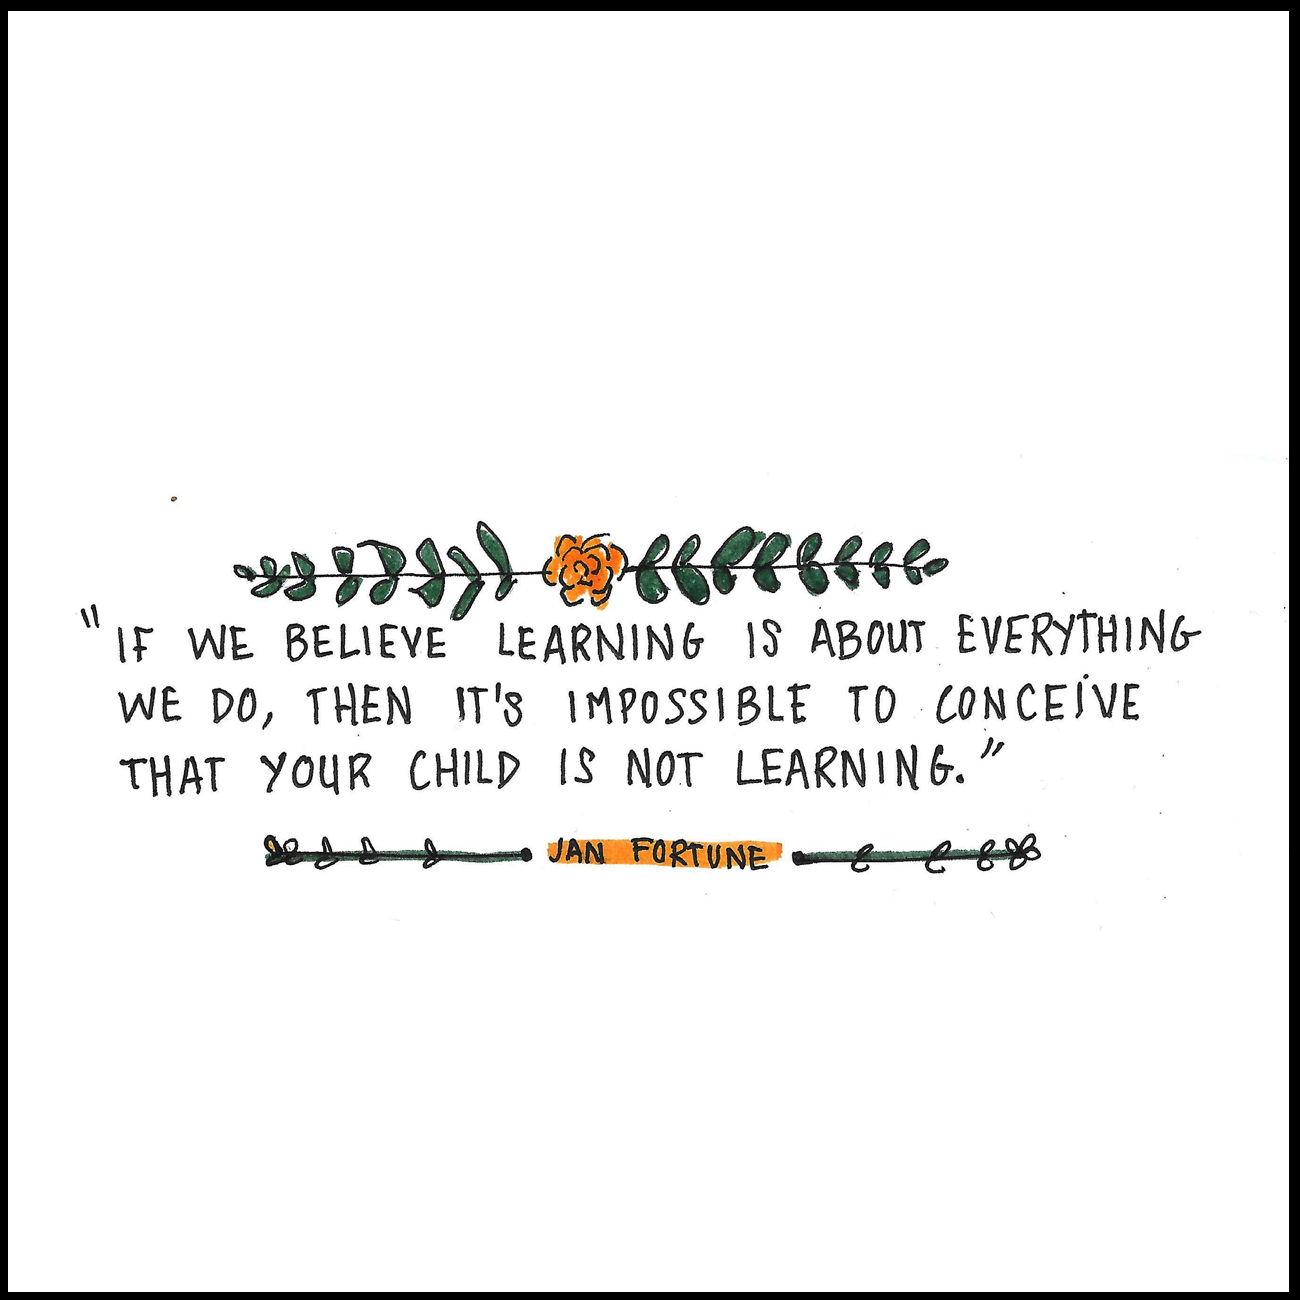 "IF WE BELIEVE LEARNING IS ABOUT EVERYTHING
WE DO, THEN IT'S IMPOSSIBLE TO CONCEIVE
THAT YOUR CHILD IS NOT LEARNING."
JAN FORTUNE